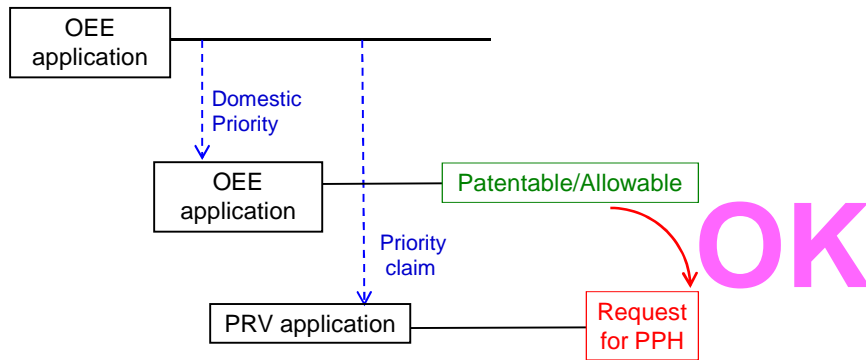 OEE
application
Domestic
Priority
OEE
application
Patentable/Allowable
OK
Priority
claim
PRV application
Request
for PPH